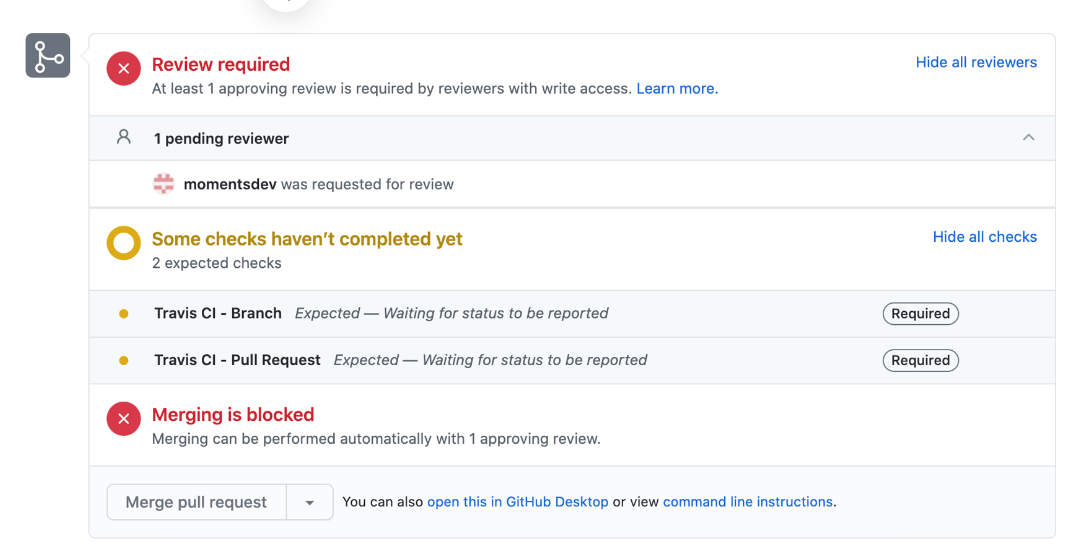 Review required
Hide all reviewers
At least 1 approving review is required by reviewers with write access. Learn more.
1 pending reviewer
momentsdev was requested for review
Some checks haven’t completed yet
Hide all checks
2 expected checks
Travis CI - Branch Expected — Waiting for status to be reported Required
Travis CI - Pull Request Expected — Waiting for status to be reported Required
Merging is blocked
Merging can be performed automatically with 1 approving review.
Merge pull request You can also open this in GitHub Desktop or view command line instructions.